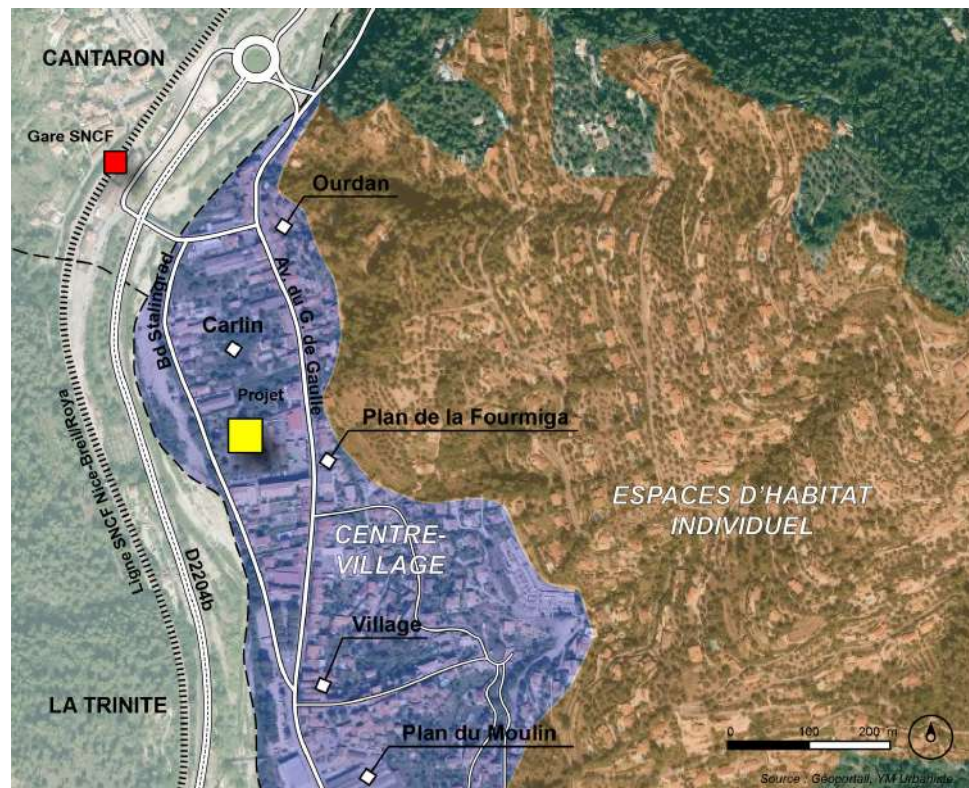 CANTARON
Gare SNCF
Ourdan
Bd Stalingred
Av. du G. de Gaulle
Carlin
Projet
Plan de la Fourmiga
Ligne SNCF Nice-Breil/Roya
D2204b
ESPACES D'HABITAT
INDIVIDUEL
CENTRE-
VILLAGE
Village
LA TRINITE
Plan du Moulin
0 100 200 m
Source : Géoportail, YM Urbaniste